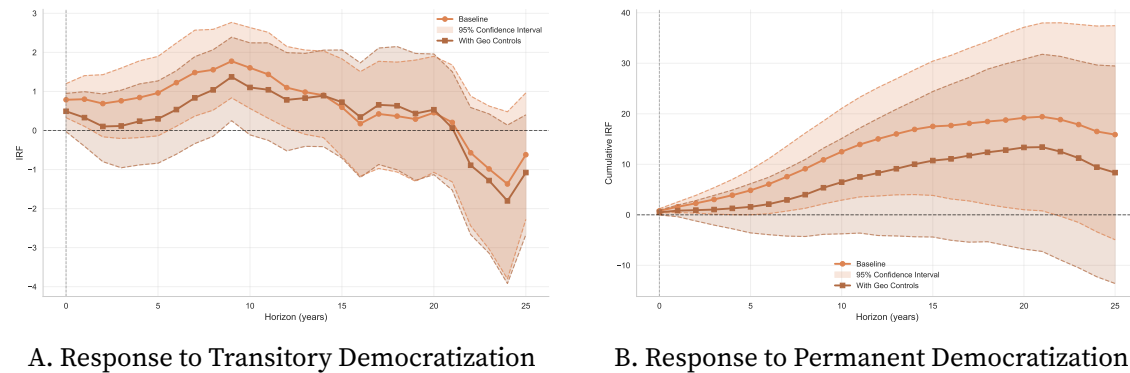 3
2
1
0
−1
−2
−3
−4
IRF
0
5
10
15
20
25
Horizon (years)
Baseline
95% Confidence Interval
With Geo Controls
A. Response to Transitory Democratization
40
30
20
10
0
−10
Cumulative IRF
0
5
10
15
20
25
Horizon (years)
Baseline
95% Confidence Interval
With Geo Controls
B. Response to Permanent Democratization